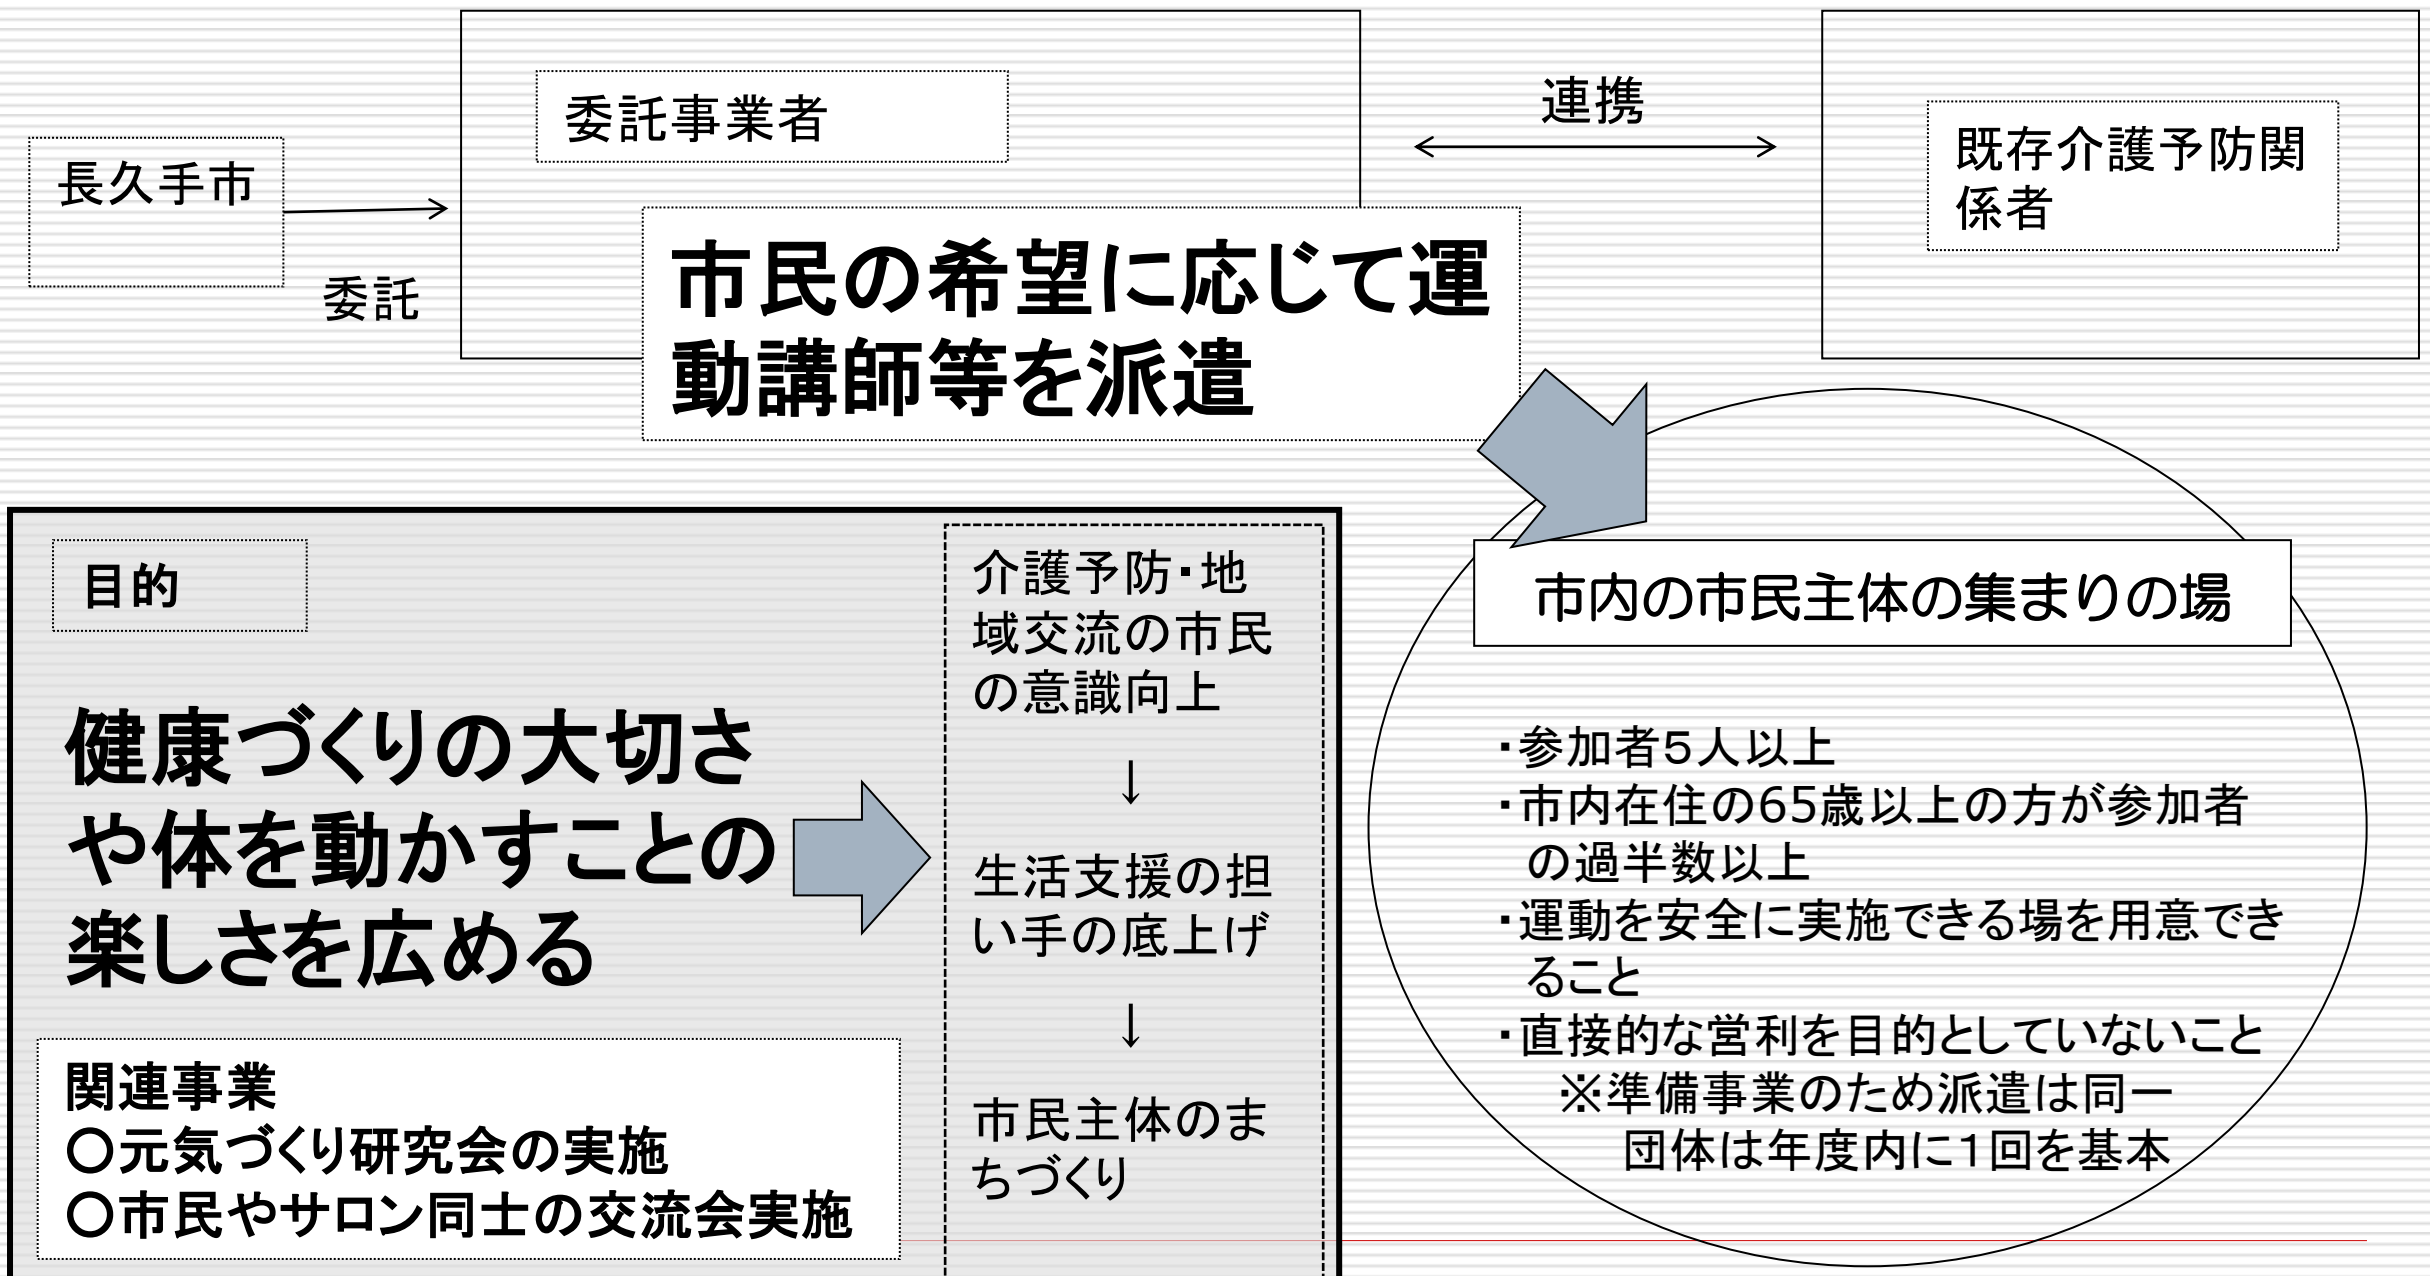 長久手市
委託
委託事業者
連携
既存介護予防関
係者
市民の希望に応じて運
動講師等を派遣
目的
健康づくりの大切さ
や体を動かすことの
楽しさを広める
関連事業
〇元気づくり研究会の実施
〇市民やサロン同士の交流会実施
介護予防・地
域交流の市民
の意識向上
↓
生活支援の担
い手の底上げ
↓
市民主体のま
ちづくり
市内の市民主体の集まりの場
・参加者5人以上
・市内在住の65歳以上の方が参加者
の過半数以上
・運動を安全に実施できる場を用意でき
ること
・直接的な営利を目的としていないこと
※準備事業のため派遣は同一
団体は年度内に1回を基本